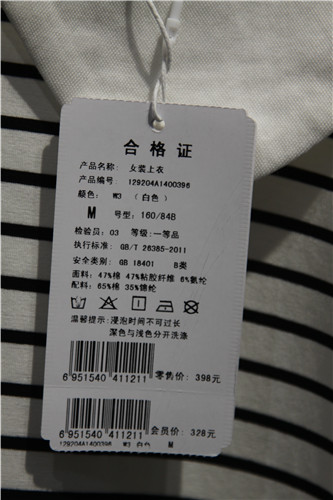 合格证
产品名称: 女装上衣
产品编号: 129204A1400396
颜色: W3 (白色)
M 号型: 160/84B
检验员: 03 等级: 一等品
执行标准: GB/T 26385-2011
安全类别: GB 18401 B类
面料: 47%棉 47%粘胶纤维 6%氨纶
配料: 65%棉 35%锦纶
温馨提示: 浸泡时间不可过长
深色与浅色分开洗涤
6 951540 411211 零售价: 398元
6 951540 411211 会员价: 328元
129204A1400396 W3 白色 M